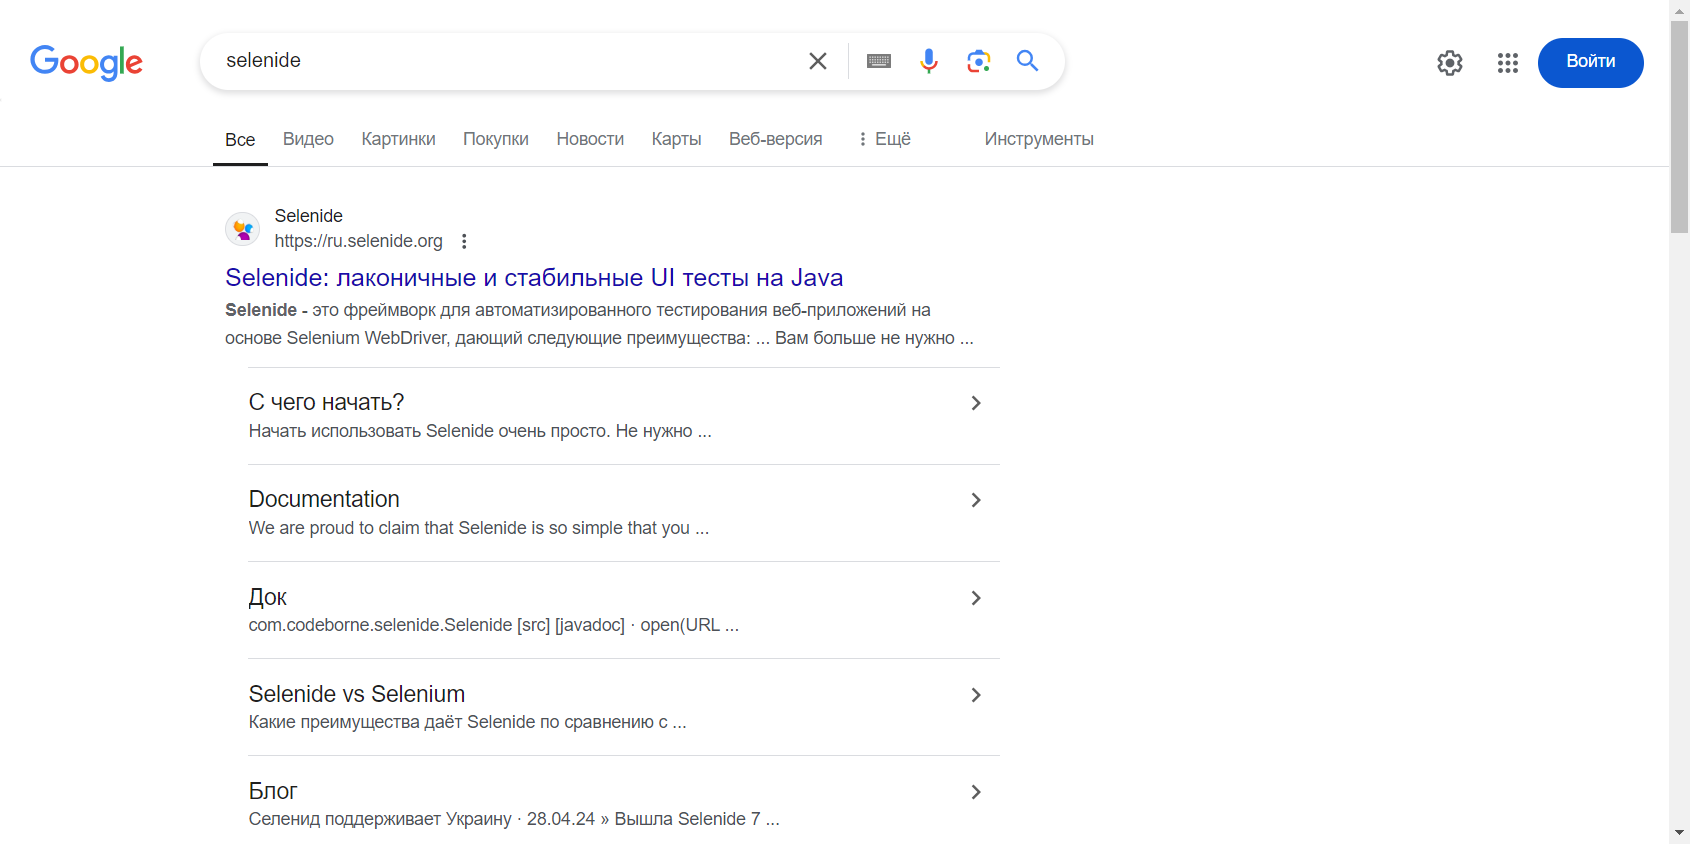 Google
selenide
Войти
Все Видео Картинки Покупки Новости Карты Веб-версия Ещё Инструменты
Selenide
https://ru.selenide.org
Selenide: лаконичные и стабильные UI тесты на Java
Selenide - это фреймворк для автоматизированного тестирования веб-приложений на
основе Selenium WebDriver, дающий следующие преимущества: ... Вам больше не нужно ...
С чего начать?
Начать использовать Selenide очень просто. Не нужно ...
Documentation
We are proud to claim that Selenide is so simple that you ...
Док
com.codeborne.selenide.Selenide [src] [javadoc] · open(URL ...
Selenide vs Selenium
Какие преимущества даёт Selenide по сравнению с ...
Блог
Селенид поддерживает Украину · 28.04.24 » Вышла Selenide 7 ...